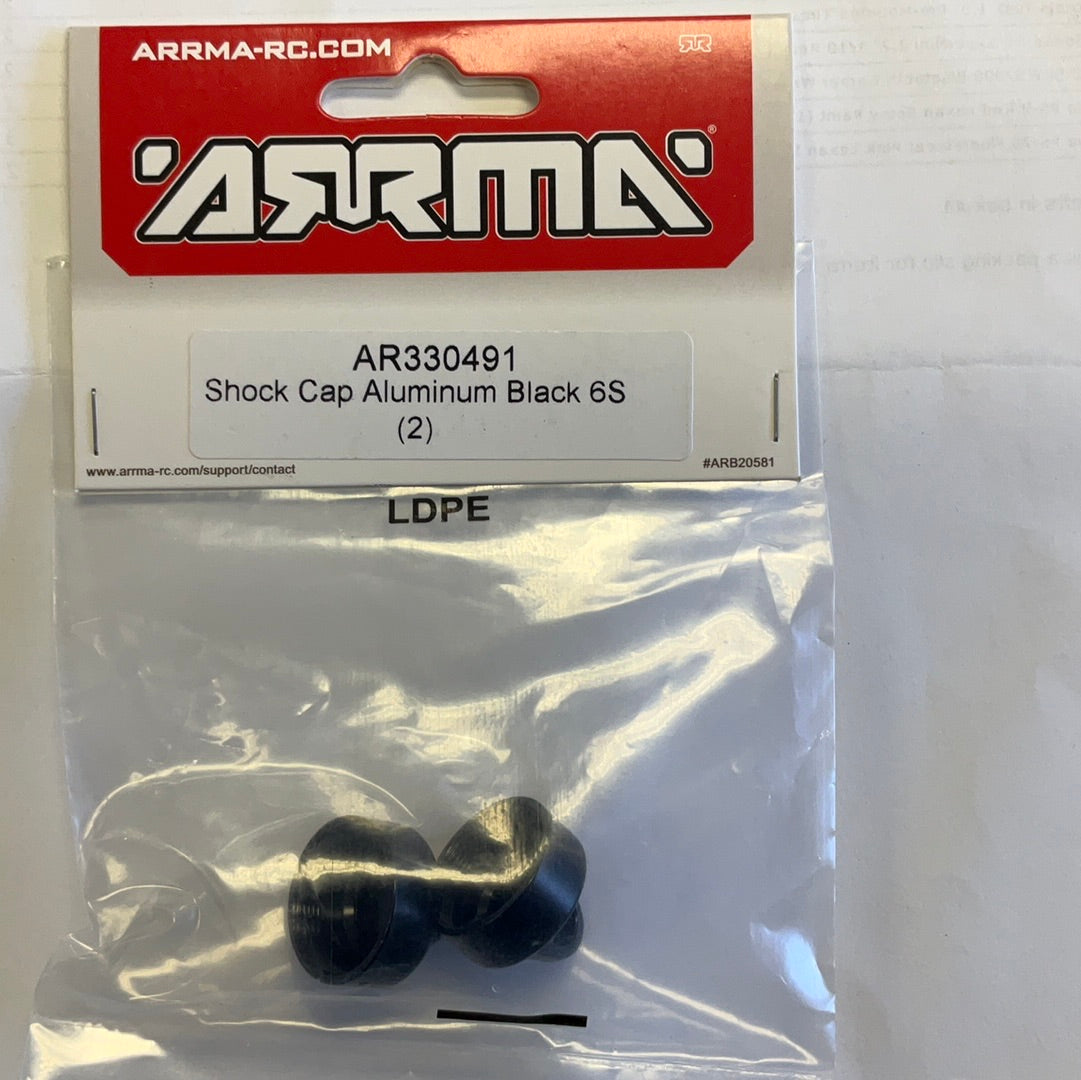 ARRMA-RC.COM
ARRMA®
AR330491
Shock Cap Aluminum Black 6S
(2)
www.arrma-rc.com/support/contact
#ARB20581
LDPE